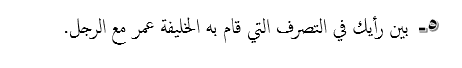 ٥- بين رأيك في التصرف التي قام به الخليفة عمر مع الرجل.